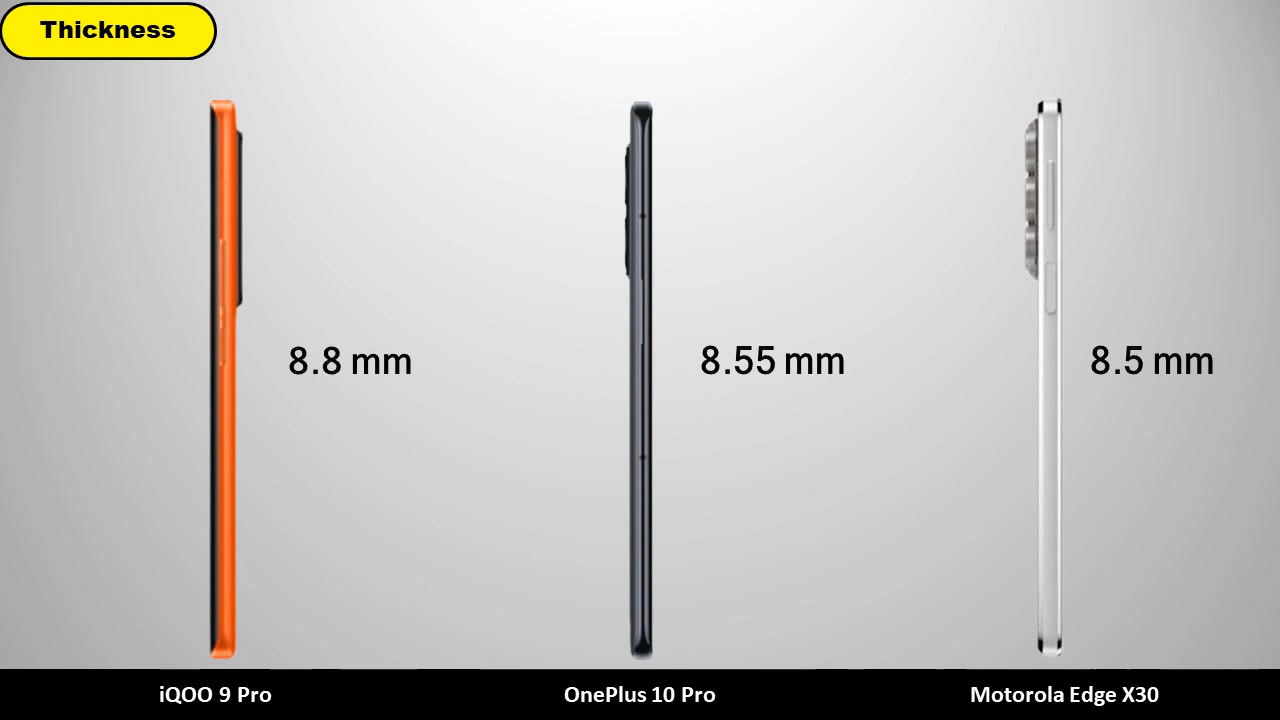 Thickness
8.8 mm
8.55 mm
8.5 mm
iQOO 9 Pro
OnePlus 10 Pro
Motorola Edge X30